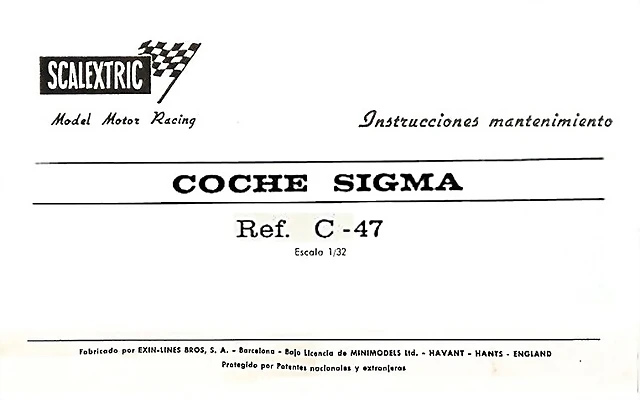 SCALEXTRIC
Model Motor Racing
Instrucciones mantenimiento
COCHE SIGMA
Ref. C-47
Escala 1/32
Fabricado por EXIN-LINES BROS, S. A. - Barcelona - Bajo Licencia de MINIMODELS Ltd. - HAVANT - HANTS - ENGLAND
Protegido por Patentes nacionales y extranjeros